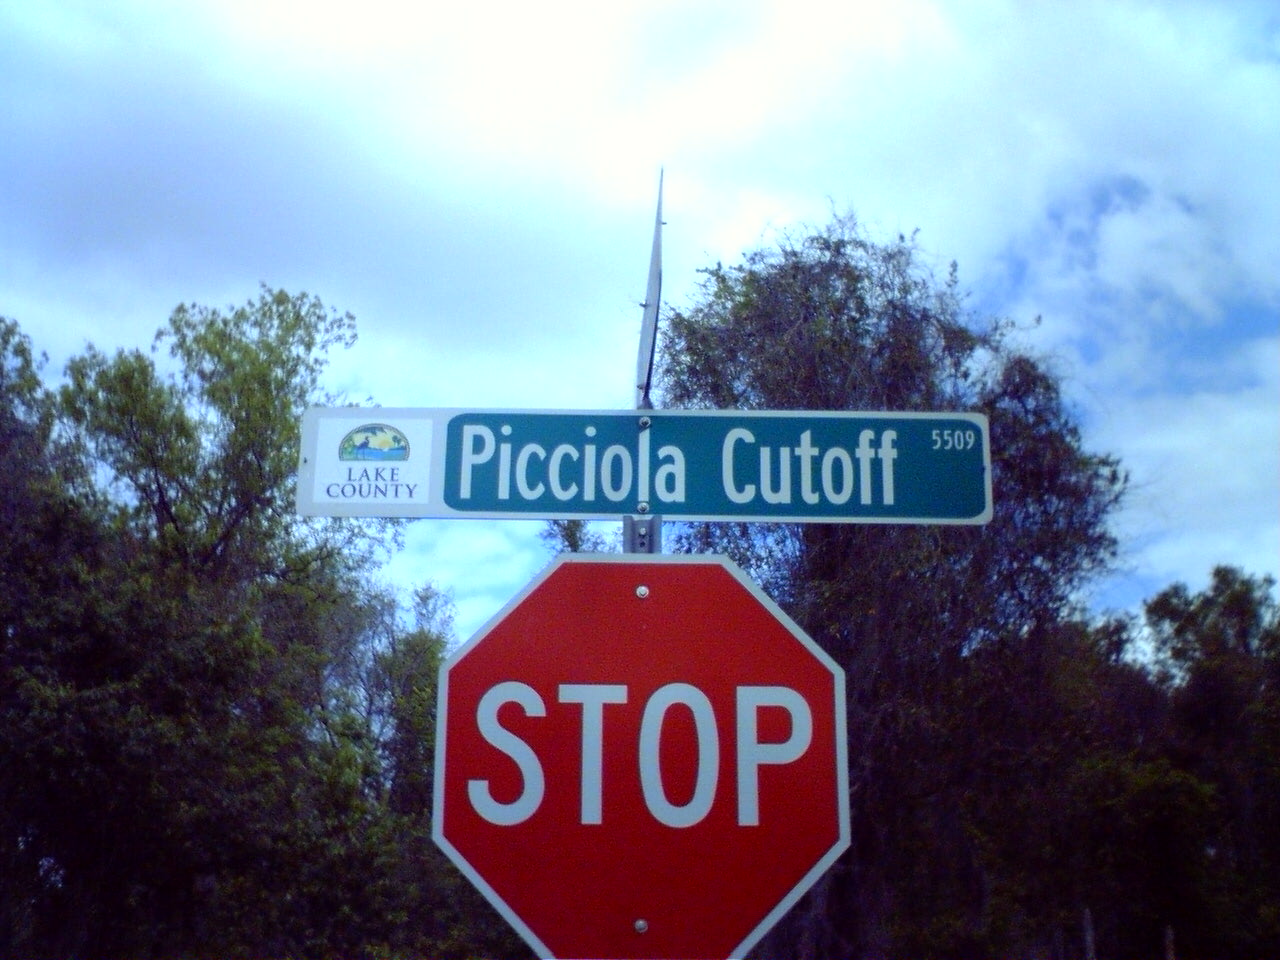 LAKE
COUNTY
Picciola Cutoff 5509
STOP